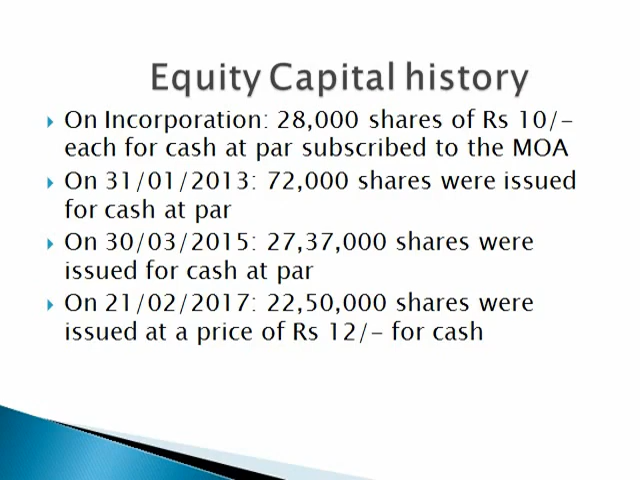 Equity Capital history
On Incorporation: 28,000 shares of Rs 10/-
each for cash at par subscribed to the MOA
On 31/01/2013: 72,000 shares were issued
for cash at par
On 30/03/2015: 27,37,000 shares were
issued for cash at par
On 21/02/2017: 22,50,000 shares were
issued at a price of Rs 12/- for cash